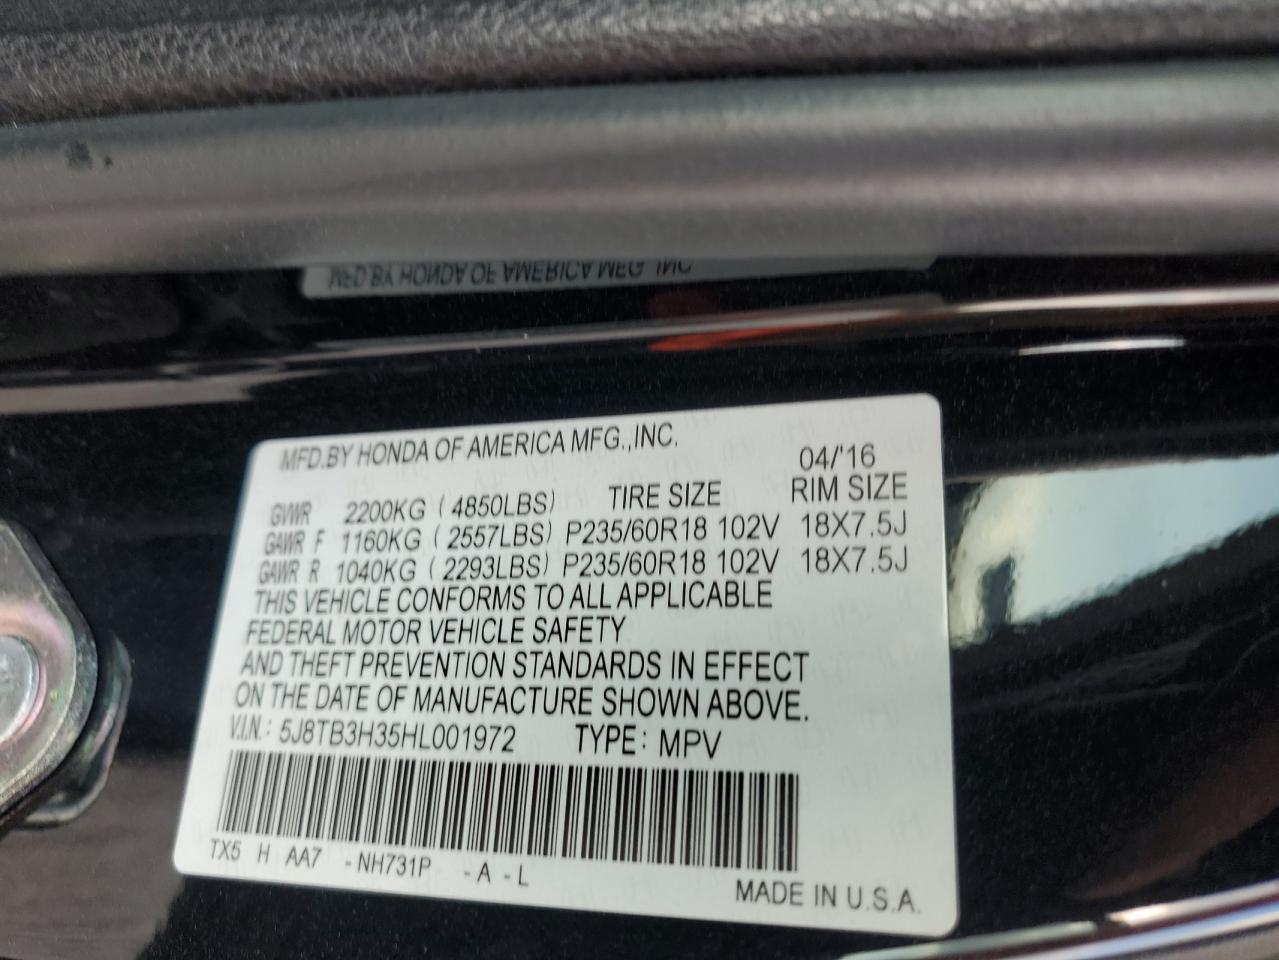 MFD.BY HONDA OF AMERICA MFG.,INC.
04/'16
GVWR 2200KG ( 4850LBS) TIRE SIZE RIM SIZE
GAWR F 1160KG ( 2557LBS) P235/60R18 102V 18X7.5J
GAWR R 1040KG ( 2293LBS) P235/60R18 102V 18X7.5J
THIS VEHICLE CONFORMS TO ALL APPLICABLE
FEDERAL MOTOR VEHICLE SAFETY
AND THEFT PREVENTION STANDARDS IN EFFECT
ON THE DATE OF MANUFACTURE SHOWN ABOVE.
V.I.N.: 5J8TB3H35HL001972 TYPE: MPV
TX5 H AA7 -NH731P -A -L
MADE IN U.S.A.